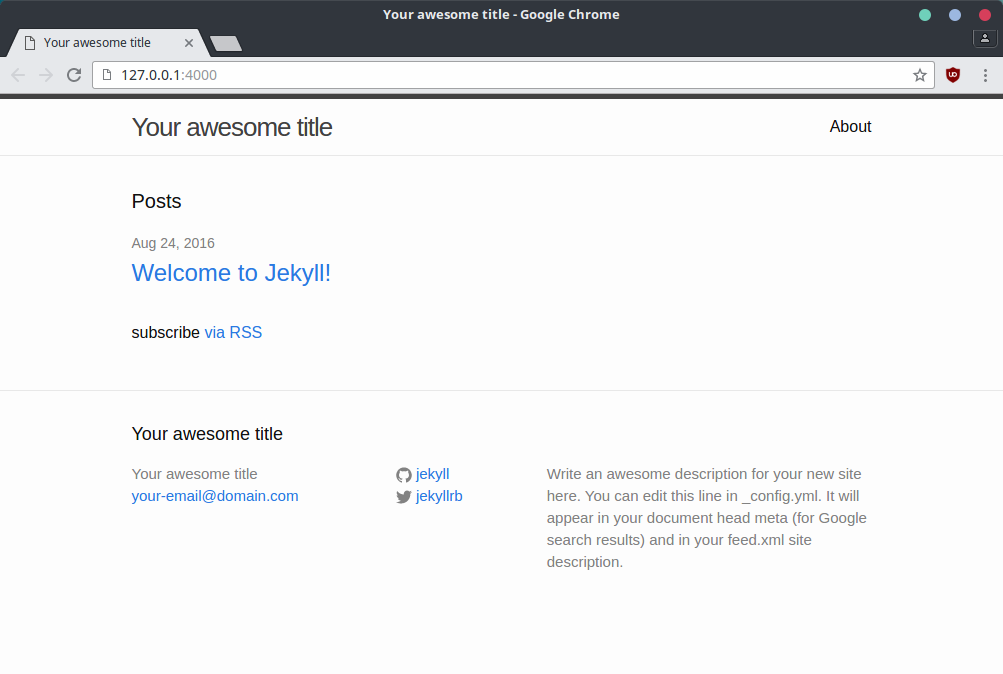 Your awesome title - Google Chrome
Your awesome title
127.0.0.1:4000
Your awesome title
About
Posts
Aug 24, 2016
Welcome to Jekyll!
subscribe via RSS
Your awesome title
Your awesome title
your-email@domain.com
jekyll
jekyllrb
Write an awesome description for your new site
here. You can edit this line in _config.yml. It will
appear in your document head meta (for Google
search results) and in your feed.xml site
description.